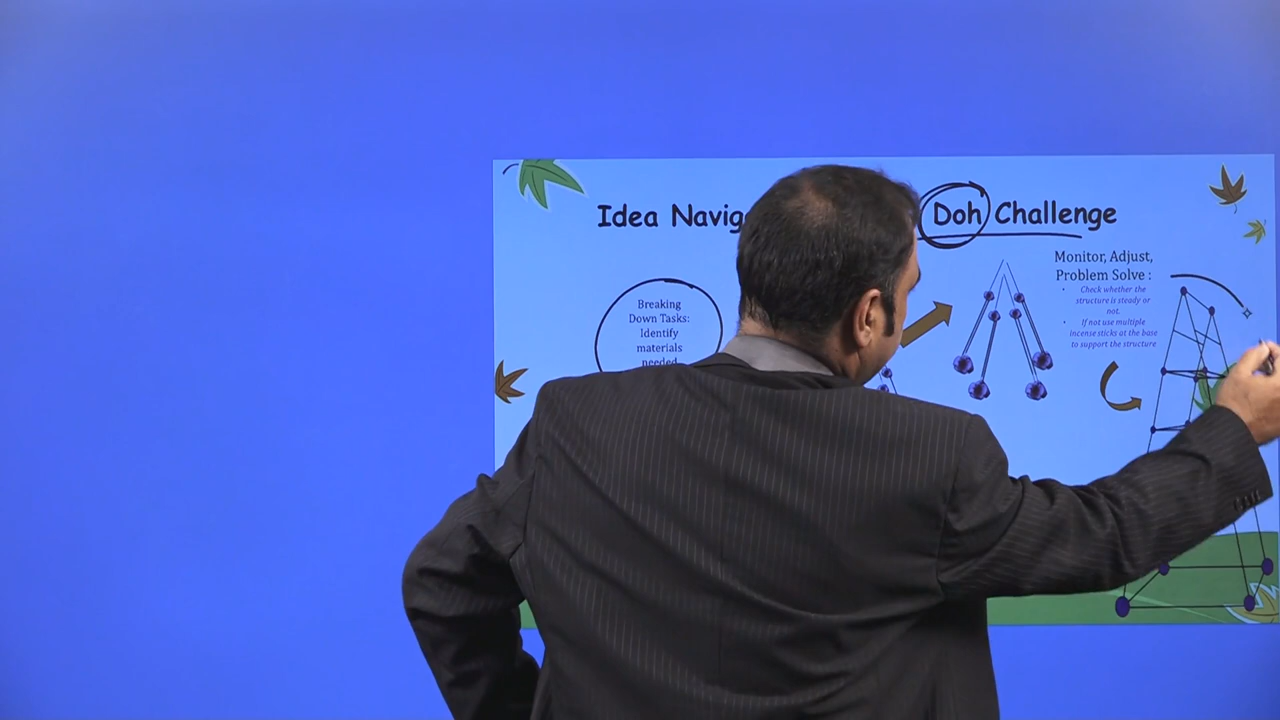 Idea Navig Doh Challenge
Breaking
Down Tasks:
Identify
materials
needed
Monitor, Adjust,
Problem Solve :
• Check whether the
structure is steady or
not.
• If not use multiple
incense sticks at the base
to support the structure